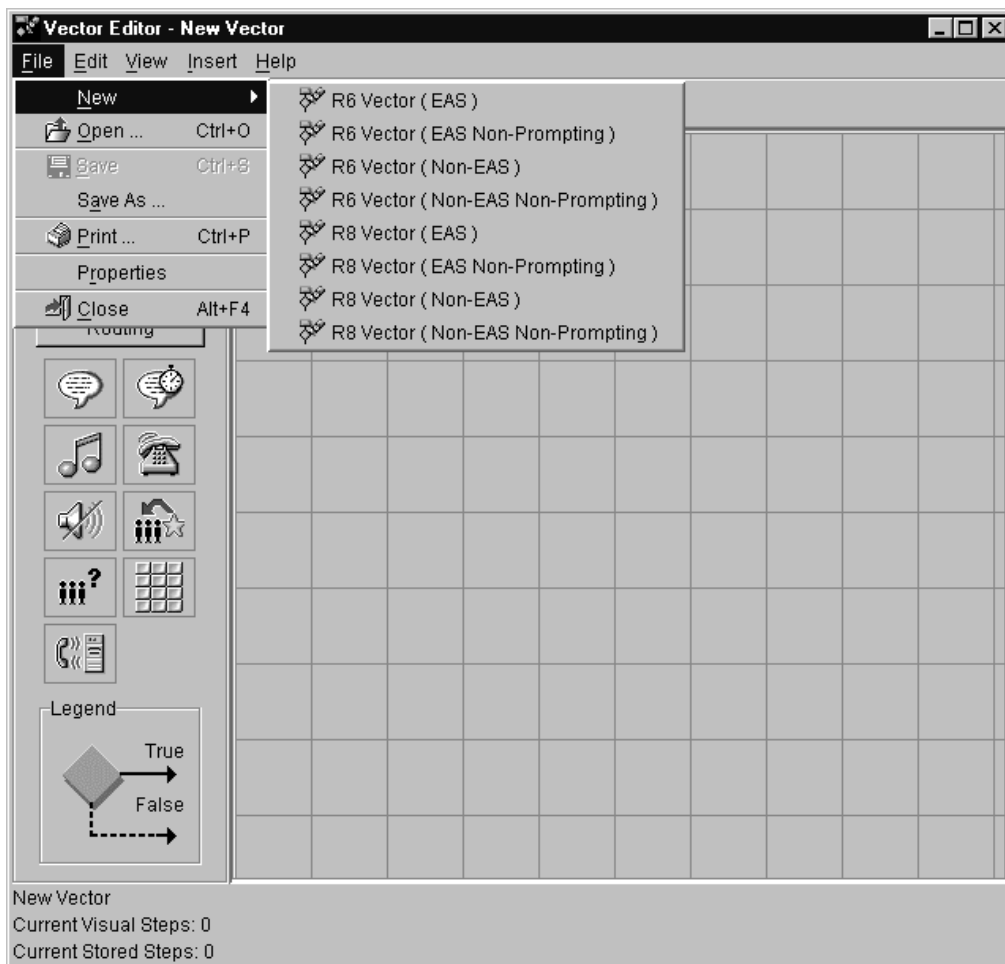 Vector Editor - New Vector
File Edit View Insert Help
New
Open ... Ctrl+O
Save Ctrl+S
Save As ...
Print ... Ctrl+P
Properties
Close Alt+F4
R6 Vector ( EAS )
R6 Vector ( EAS Non-Prompting )
R6 Vector ( Non-EAS )
R6 Vector ( Non-EAS Non-Prompting )
R8 Vector ( EAS )
R8 Vector ( EAS Non-Prompting )
R8 Vector ( Non-EAS )
R8 Vector ( Non-EAS Non-Prompting )
Routing
?
Legend
True
False
New Vector
Current Visual Steps: 0
Current Stored Steps: 0